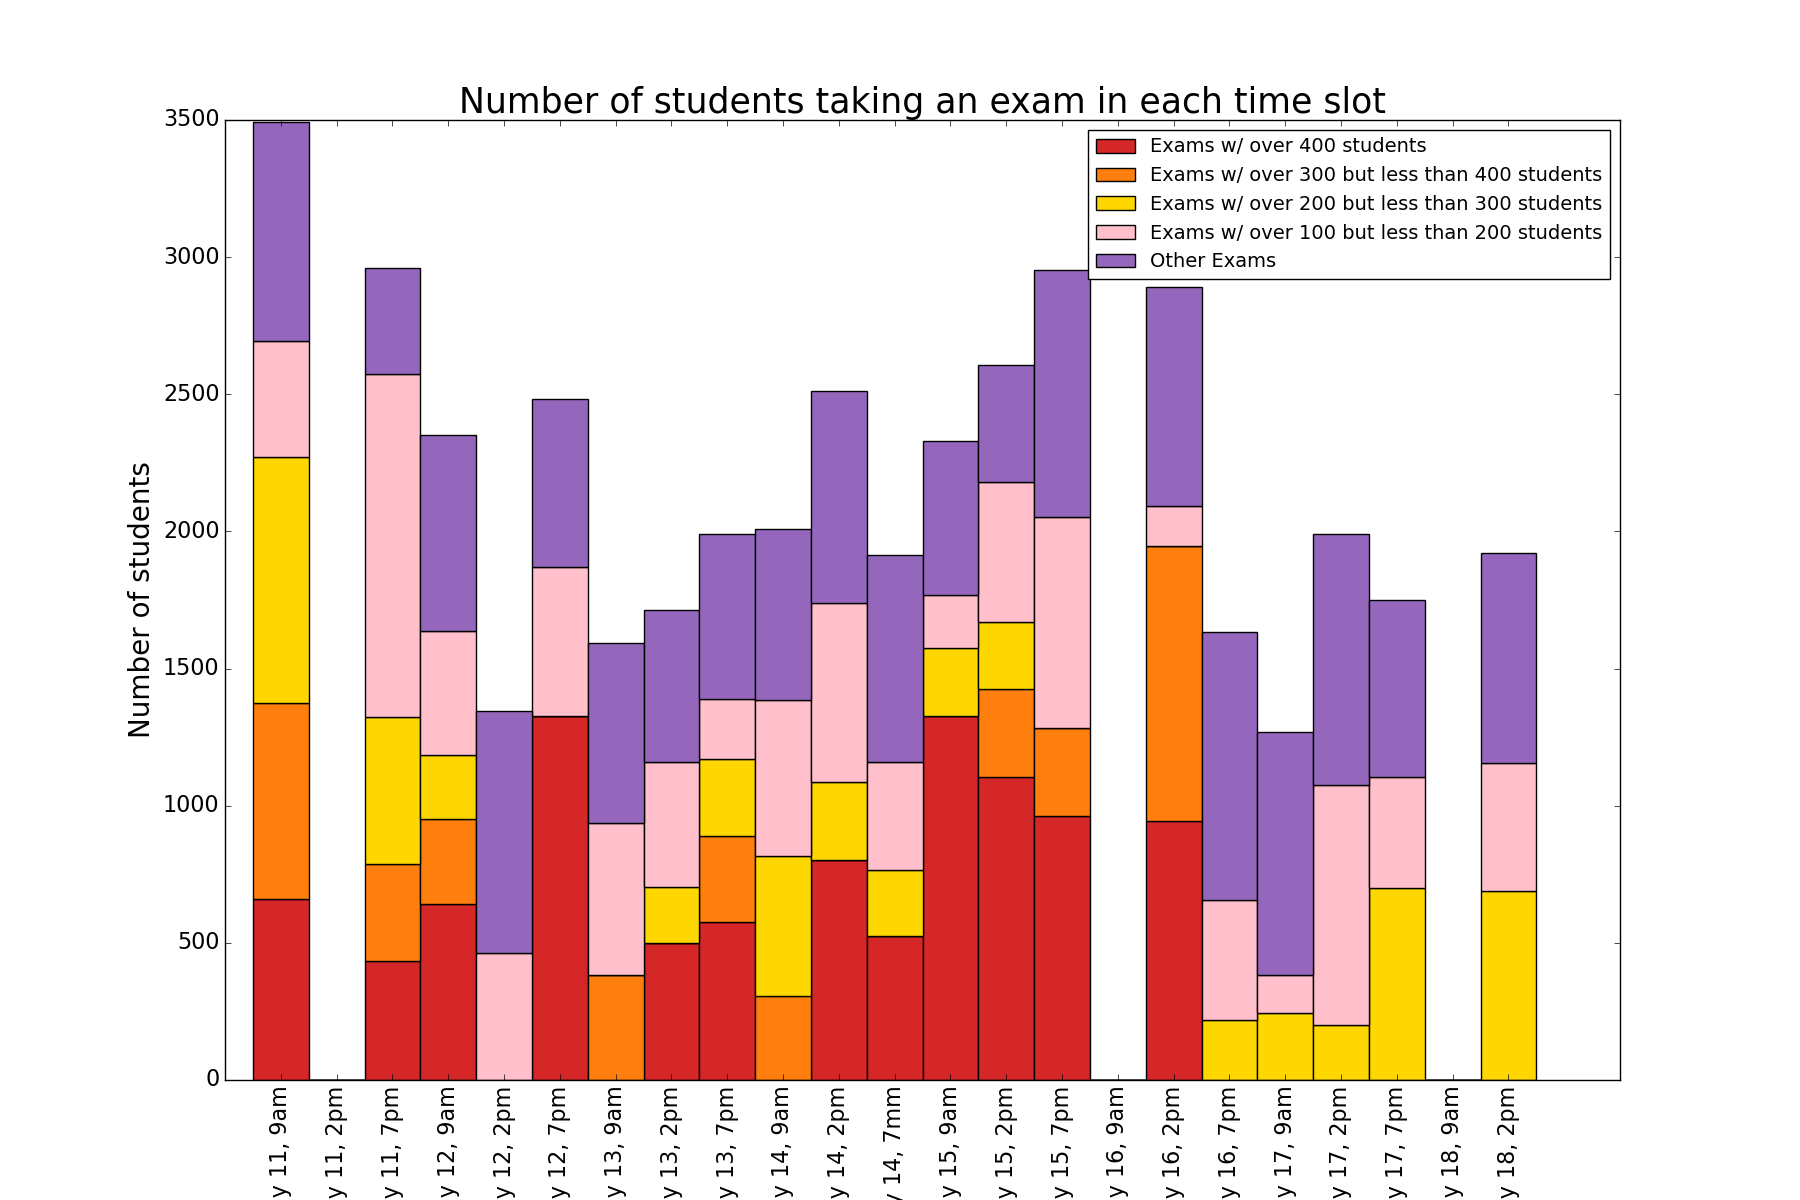 Number of students taking an exam in each time slot
Exams w/ over 400 students
Exams w/ over 300 but less than 400 students
Exams w/ over 200 but less than 300 students
Exams w/ over 100 but less than 200 students
Other Exams
Number of students
3500
3000
2500
2000
1500
1000
500
0
y 11, 9am
y 11, 2pm
y 11, 7pm
y 12, 9am
y 12, 2pm
y 12, 7pm
y 13, 9am
y 13, 2pm
y 13, 7pm
y 14, 9am
y 14, 2pm
y 14, 7mm
y 15, 9am
y 15, 2pm
y 15, 7pm
y 16, 9am
y 16, 2pm
y 16, 7pm
y 17, 9am
y 17, 2pm
y 17, 7pm
y 18, 9am
y 18, 2pm